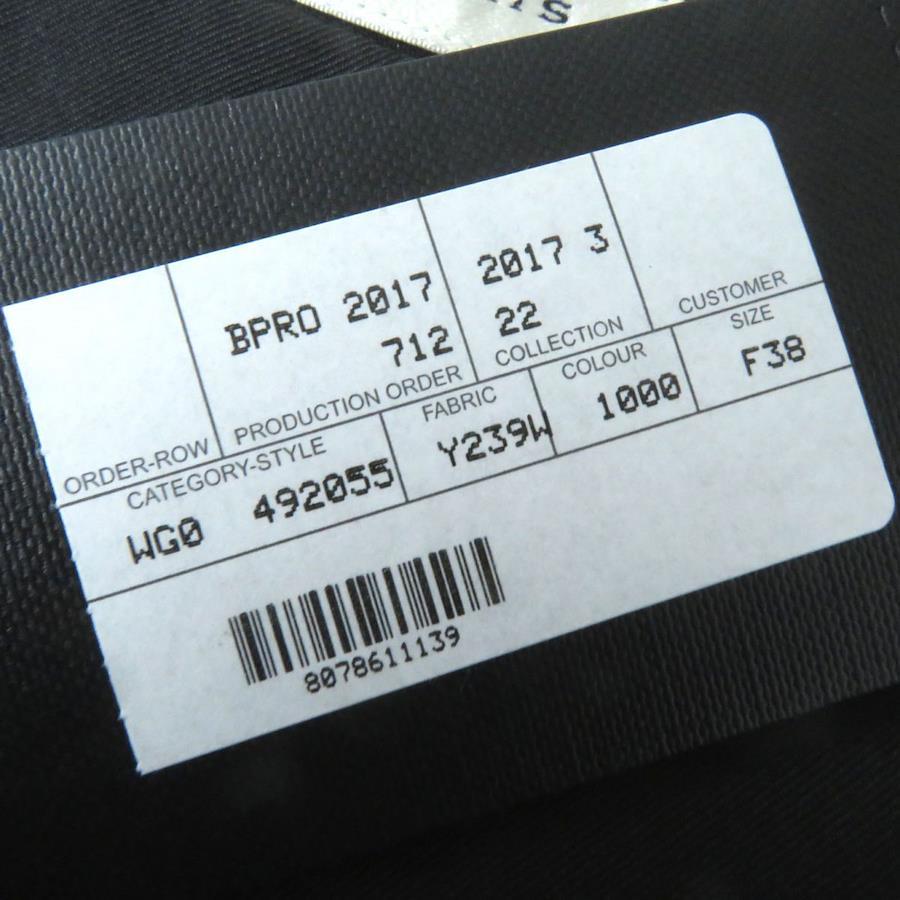 BPRO 2017
712
2017 3
22
ORDER-ROW
PRODUCTION ORDER
COLLECTION
CUSTOMER
CATEGORY-STYLE
FABRIC
COLOUR
SIZE
WG0 492055
Y239W
1000
F38
8078611139